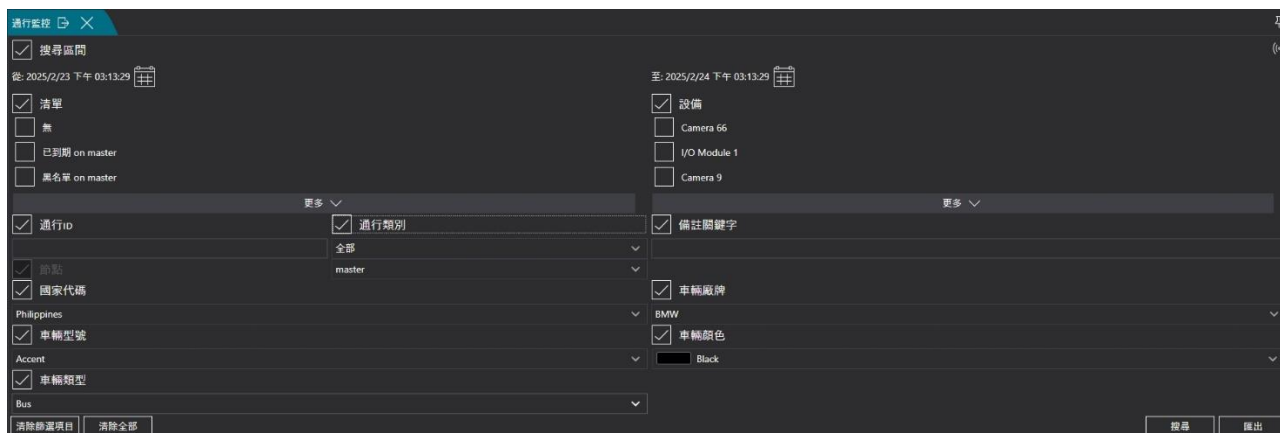 通行監控
搜尋區間
從: 2025/2/23 下午 03:13:29 至: 2025/2/24 下午 03:13:29
清單 設備
無 Camera 66
已到期 on master I/O Module 1
黑名單 on master Camera 9
更多 更多
通行ID 通行類別 備註關鍵字
全部
節點 master
國家代碼 車輛廠牌
Philippines BMW
車輛型號 車輛顏色
Accent Black
車輛類型
Bus
清除篩選項目 清除全部 搜尋 匯出